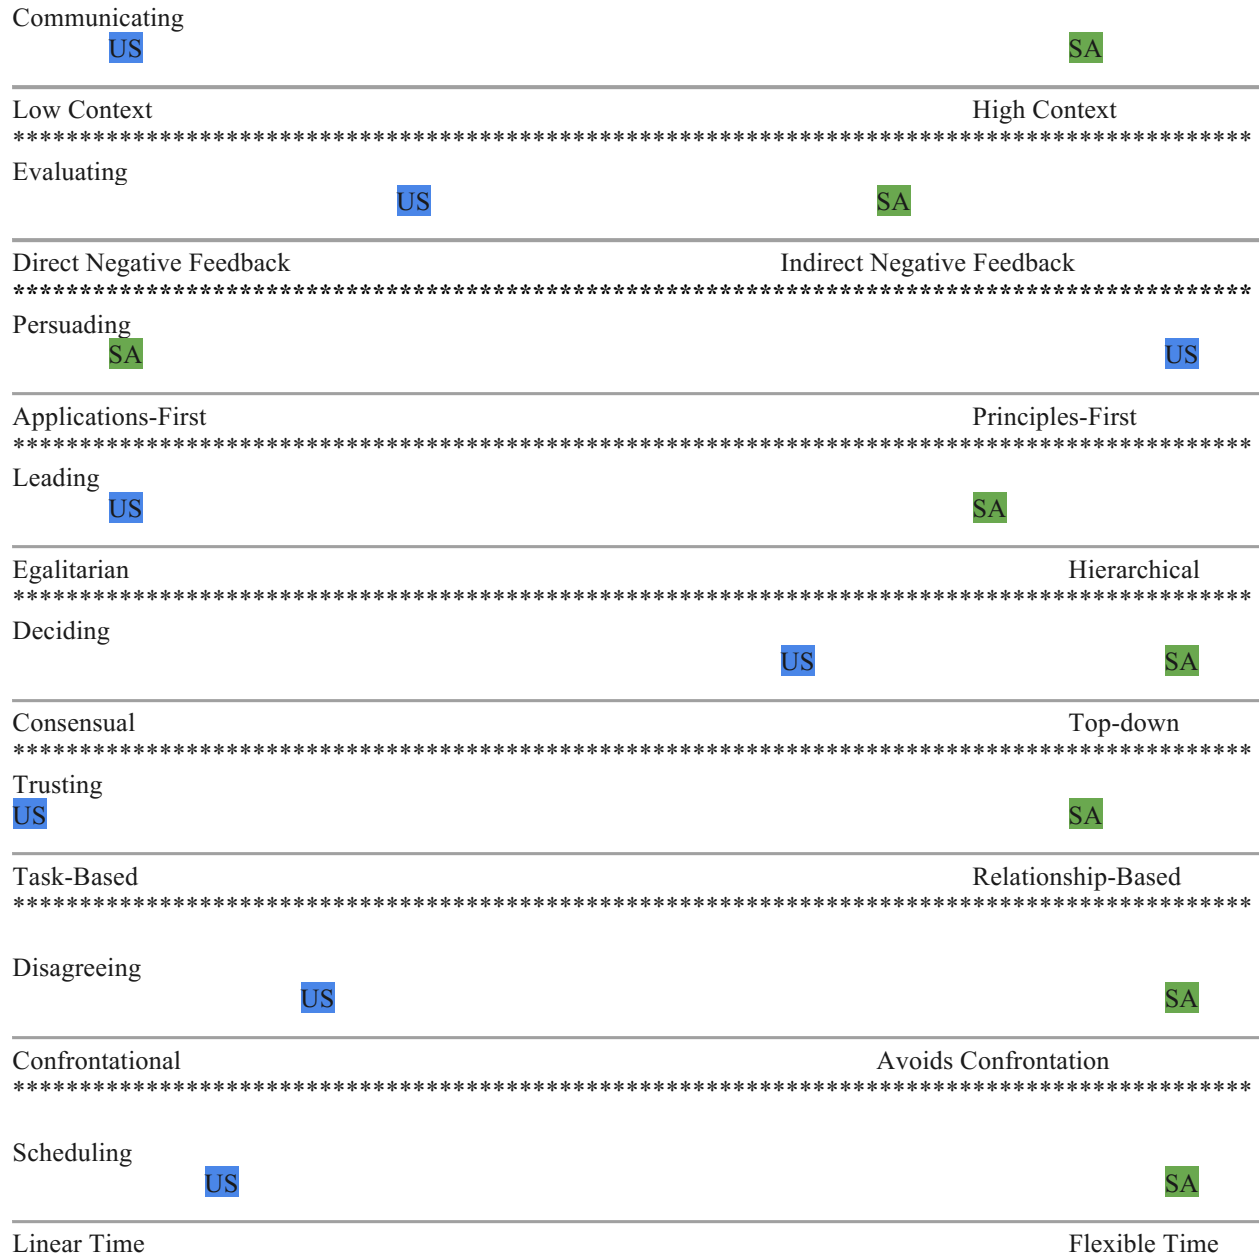 Communicating
US SA
Low Context High Context
*********************************************************************************************
Evaluating
US SA
Direct Negative Feedback Indirect Negative Feedback
*********************************************************************************************
Persuading
SA US
Applications-First Principles-First
*********************************************************************************************
Leading
US SA
Egalitarian Hierarchical
*********************************************************************************************
Deciding
US SA
Consensual Top-down
*********************************************************************************************
Trusting
US SA
Task-Based Relationship-Based
*********************************************************************************************
Disagreeing
US SA
Confrontational Avoids Confrontation
*********************************************************************************************
Scheduling
US SA
Linear Time Flexible Time